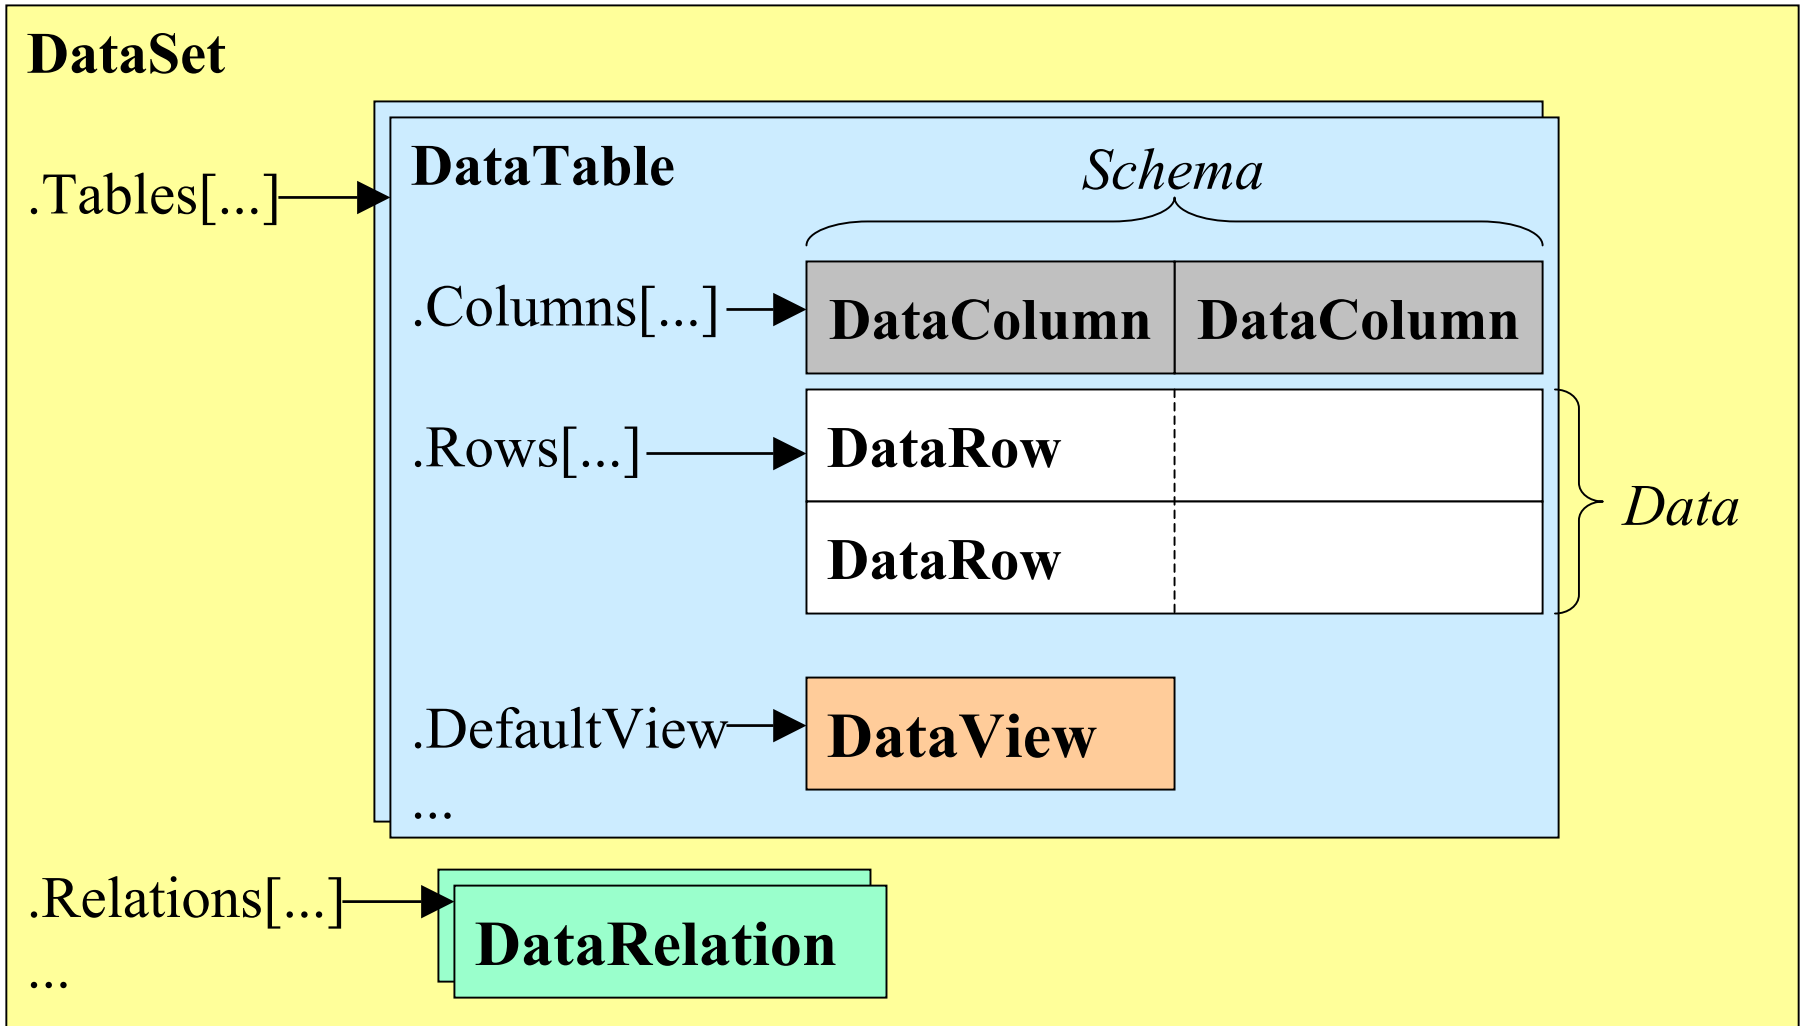 DataSet
.Tables[...]
DataTable
Schema
.Columns[...]
DataColumn
DataColumn
.Rows[...]
DataRow
DataRow
Data
.DefaultView
DataView
...
.Relations[...]
DataRelation
...